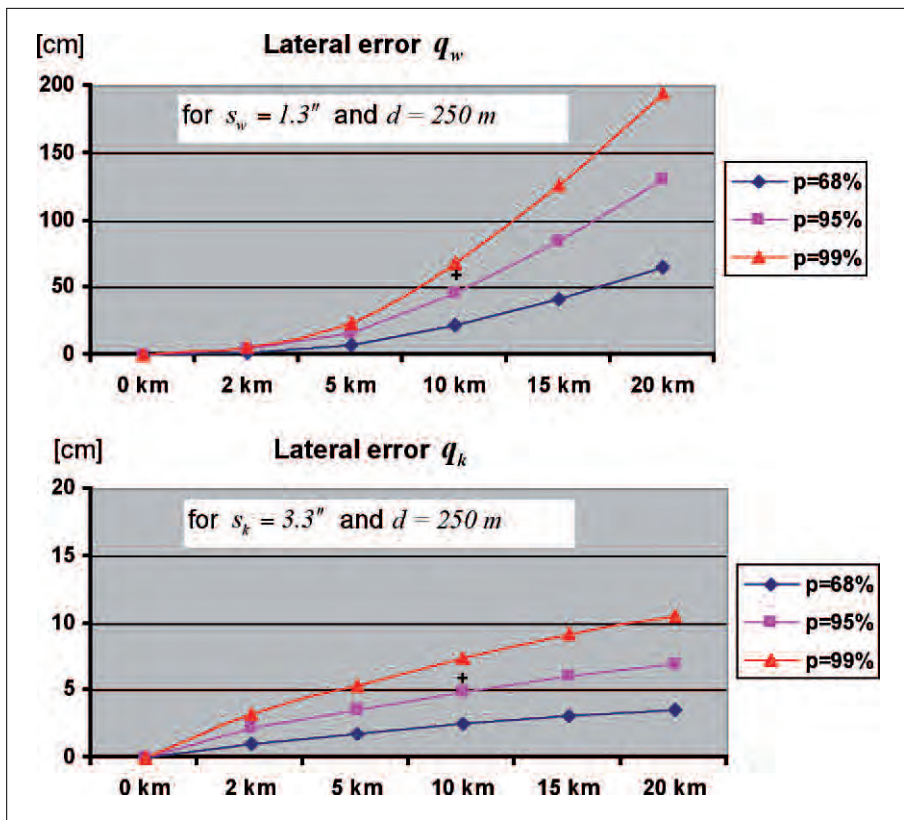 [cm] Lateral error q_w
200
for s_w = 1.3" and d = 250 m
150
100
50
0
0 km 2 km 5 km 10 km 15 km 20 km
p=68%
p=95%
p=99%
[cm] Lateral error q_k
20
for s_k = 3.3" and d = 250 m
15
10
5
0
0 km 2 km 5 km 10 km 15 km 20 km
p=68%
p=95%
p=99%